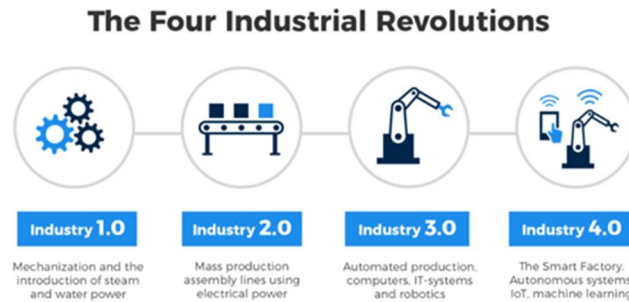 The Four Industrial Revolutions
Industry 1.0
Mechanization and the
introduction of steam
and water power
Industry 2.0
Mass production
assembly lines using
electrical power
Industry 3.0
Automated production,
computers, IT-systems
and robotics
Industry 4.0
The Smart Factory.
Autonomous systems
IoT, machine learning